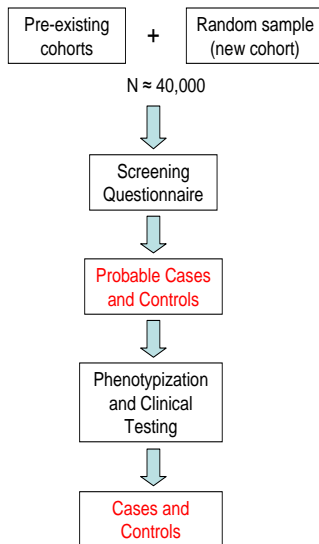 Pre-existing
cohorts
+
Random sample
(new cohort)
N ≈ 40,000
Screening
Questionnaire
Probable Cases
and Controls
Phenotypization
and Clinical
Testing
Cases and
Controls